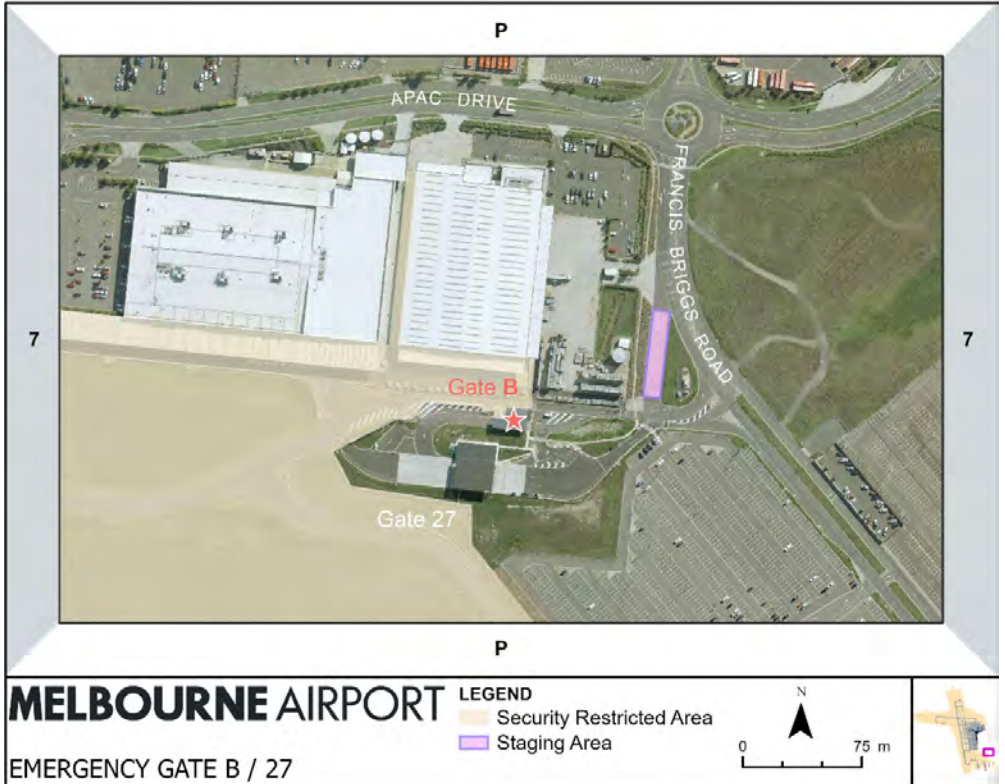 P
APAC DRIVE
FRANCIS BRIGGS ROAD
7
7
Gate B
Gate 27
P
MELBOURNE AIRPORT
LEGEND
Security Restricted Area
Staging Area
N
0 75 m
EMERGENCY GATE B / 27